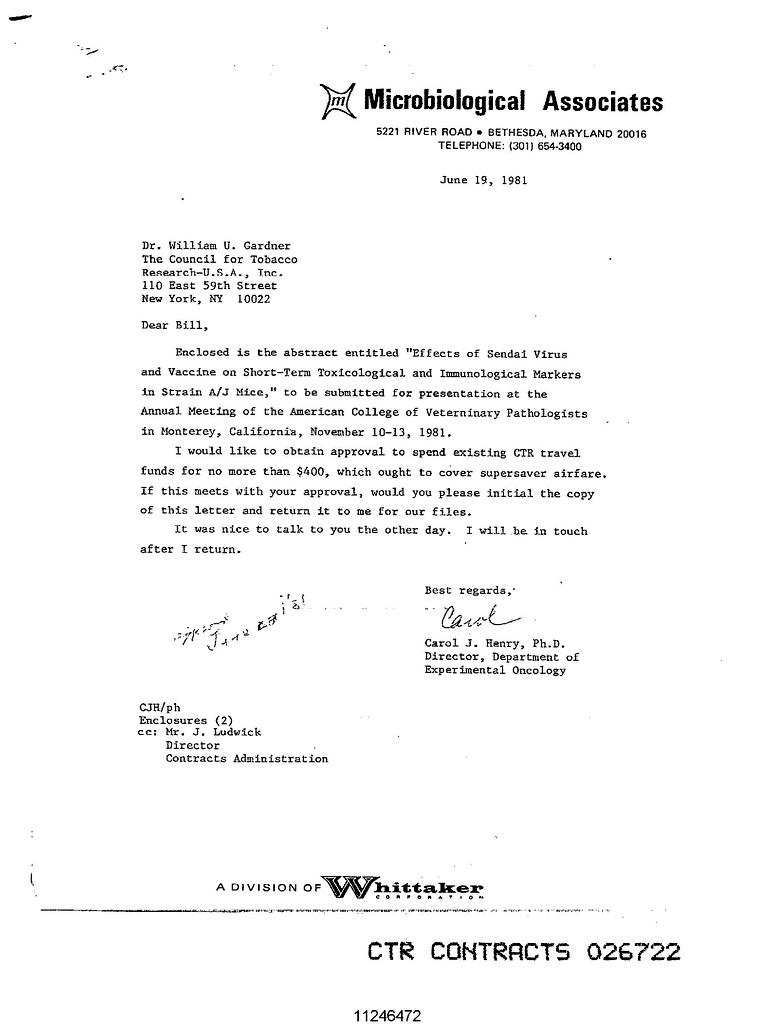 m Microbiological Associates
5221 RIVER ROAD • BETHESDA, MARYLAND 20016
TELEPHONE: (301) 654-3400
June 19, 1981
Dr. William U. Gardner
The Council for Tobacco
Research-U.S.A., Inc.
110 East 59th Street
New York, NY 10022
Dear Bill,
Enclosed is the abstract entitled "Effects of Sendai Virus
and Vaccine on Short-Term Toxicological and Immunological Markers
in Strain A/J Mice," to be submitted for presentation at the
Annual Meeting of the American College of Veterninary Pathologists
in Monterey, California, November 10-13, 1981.
I would like to obtain approval to spend existing CTR travel
funds for no more than $400, which ought to cover supersaver airfare.
If this meets with your approval, would you please initial the copy
of this letter and return it to me for our files.
It was nice to talk to you the other day. I will be in touch
after I return.
Best regards,
Carol
Carol J. Henry, Ph.D.
Director, Department of
Experimental Oncology
CJH/ph
Enclosures (2)
cc: Mr. J. Ludwick
Director
Contracts Administration
A DIVISION OF Whittaker
CORPORATION
CTR CONTRACTS 026722
11246472